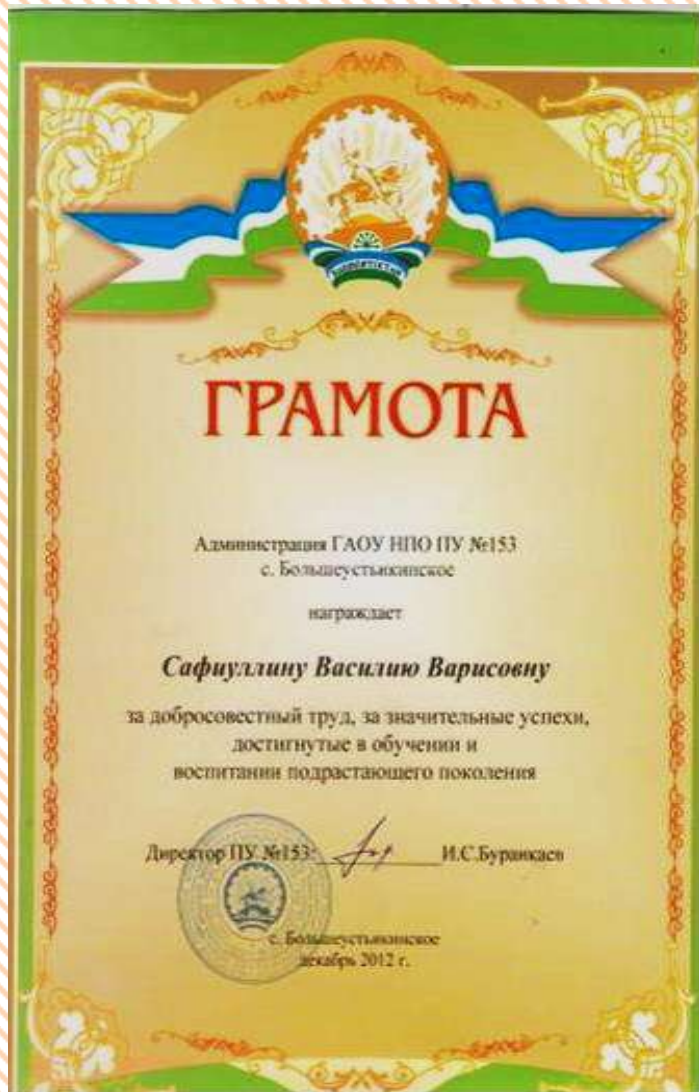 БАШКОРТОСТАН
ГРАМОТА
Администрация ГАОУ НПО ПУ №153
с. Большеустьикинское
награждает
Сафиуллину Василию Варисовну
за добросовестный труд, за значительные успехи,
достигнутые в обучении и
воспитании подрастающего поколения
Директор ПУ №153: И.С.Буранкаев
с. Большеустьикинское
декабрь 2012 г.